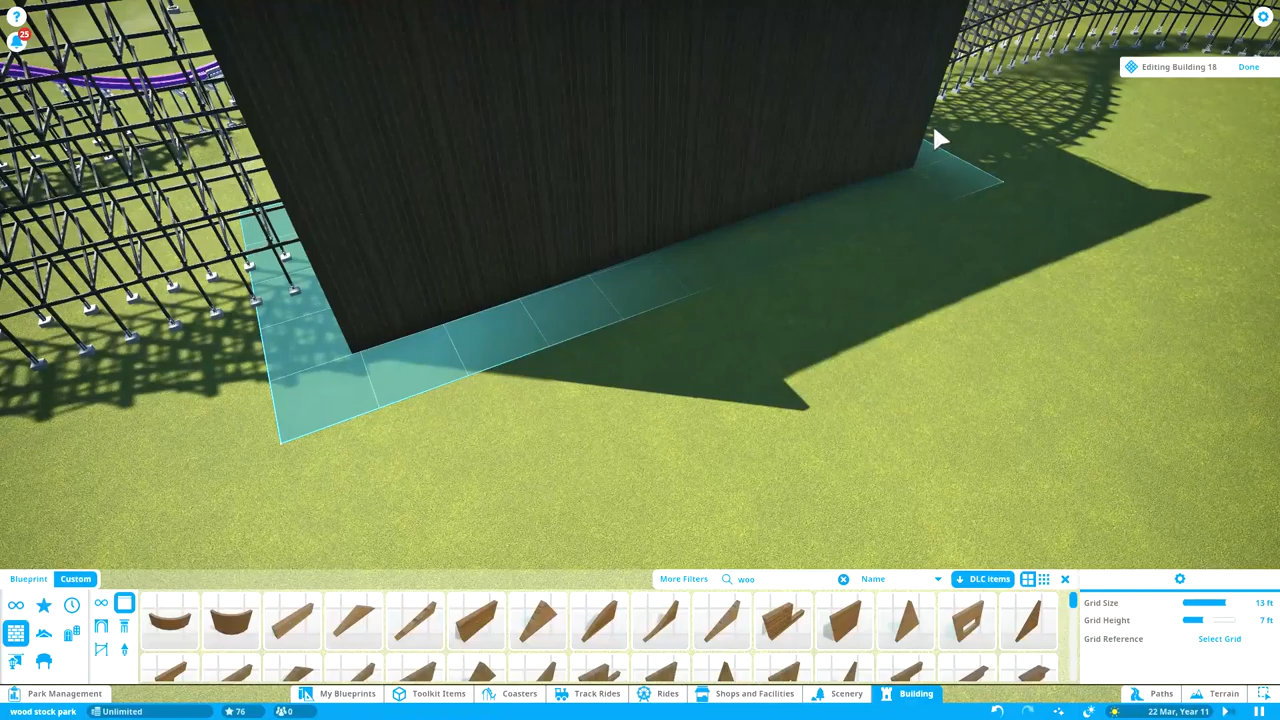 ?
25
Editing Building 18 Done
Blueprint Custom More Filters woo Name DLC items
Grid Size 13 ft
Grid Height 7 ft
Grid Reference Select Grid
Park Management My Blueprints Toolkit Items Coasters Track Rides Rides Shops and Facilities Scenery Building Paths Terrain
wood stock park Unlimited 76 0 22 Mar, Year 11